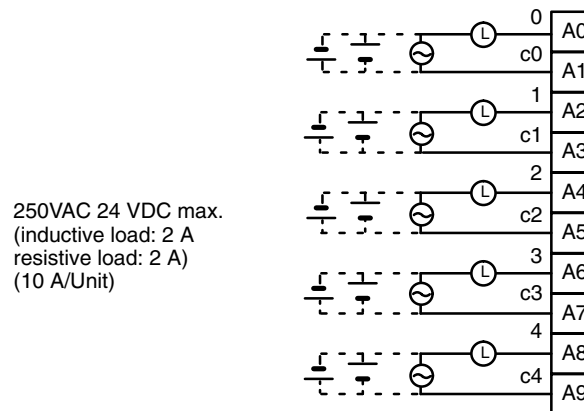 0
L
A0
c0
A1
1
L
A2
c1
A3
2
L
A4
c2
A5
250VAC 24 VDC max.
(inductive load: 2 A
resistive load: 2 A)
(10 A/Unit)
3
L
A6
c3
A7
4
L
A8
c4
A9